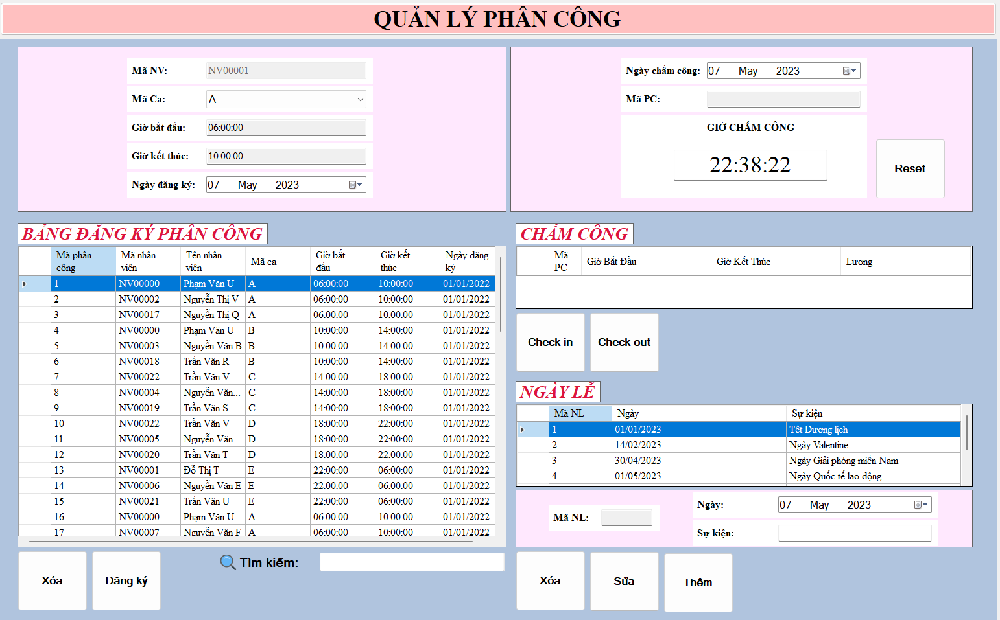 QUẢN LÝ PHÂN CÔNG
Mã NV: NV00001
Mã Ca: A
Giờ bắt đầu: 06:00:00
Giờ kết thúc: 10:00:00
Ngày đăng ký: 07 May 2023
Ngày chấm công: 07 May 2023
Mã PC:
GIỜ CHẤM CÔNG
22:38:22
Reset
BẢNG ĐĂNG KÝ PHÂN CÔNG
Mã phân công Mã nhân viên Tên nhân viên Mã ca Giờ bắt đầu Giờ kết thúc Ngày đăng ký
1 NV00000 Phạm Văn U A 06:00:00 10:00:00 01/01/2022
2 NV00002 Nguyễn Thị V A 06:00:00 10:00:00 01/01/2022
3 NV00017 Nguyễn Thị Q A 06:00:00 10:00:00 01/01/2022
4 NV00000 Phạm Văn U B 10:00:00 14:00:00 01/01/2022
5 NV00003 Nguyễn Văn B B 10:00:00 14:00:00 01/01/2022
6 NV00018 Trần Văn R B 10:00:00 14:00:00 01/01/2022
7 NV00022 Trần Văn V C 14:00:00 18:00:00 01/01/2022
8 NV00004 Nguyễn Văn... C 14:00:00 18:00:00 01/01/2022
9 NV00019 Trần Văn S C 14:00:00 18:00:00 01/01/2022
10 NV00022 Trần Văn V D 18:00:00 22:00:00 01/01/2022
11 NV00005 Nguyễn Văn... D 18:00:00 22:00:00 01/01/2022
12 NV00020 Trần Văn T D 18:00:00 22:00:00 01/01/2022
13 NV00001 Đỗ Thị T E 22:00:00 06:00:00 01/01/2022
14 NV00006 Nguyễn Văn E E 22:00:00 06:00:00 01/01/2022
15 NV00021 Trần Văn U E 22:00:00 06:00:00 01/01/2022
16 NV00000 Phạm Văn U A 06:00:00 10:00:00 01/01/2022
17 NV00007 Nguyễn Văn F A 06:00:00 10:00:00 01/01/2022
Xóa Đăng ký Tìm kiếm:
CHẤM CÔNG
Mã PC Giờ Bắt Đầu Giờ Kết Thúc Lương
Check in Check out
NGÀY LỄ
Mã NL Ngày Sự kiện
1 01/01/2023 Tết Dương lịch
2 14/02/2023 Ngày Valentine
3 30/04/2023 Ngày Giải phóng miền Nam
4 01/05/2023 Ngày Quốc tế lao động
Mã NL:
Ngày: 07 May 2023
Sự kiện:
Xóa Sửa Thêm